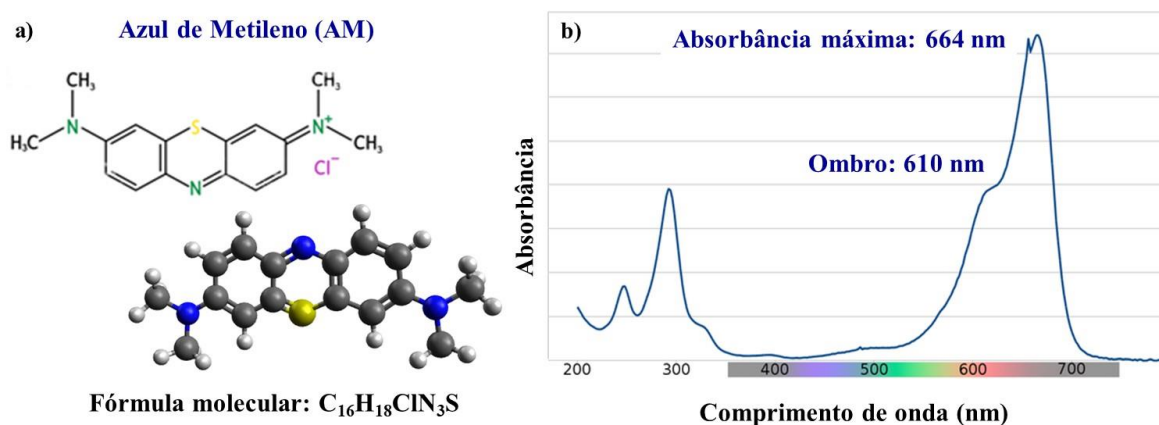 a)
Azul de Metileno (AM)
CH₃
CH₃
N
S
N⁺
H₃C
CH₃
Cl⁻
N
Fórmula molecular: C₁₆H₁₈ClN₃S
b)
Absorbância máxima: 664 nm
Ombro: 610 nm
Absorbância
200 300 400 500 600 700
Comprimento de onda (nm)